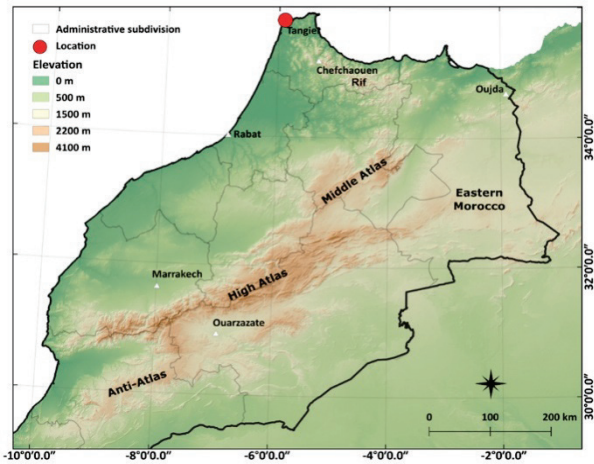 Administrative subdivision
Location
Elevation
0 m
500 m
1500 m
2200 m
4100 m
Tangier
Chefchaouen
Rif
Oujda
Rabat
34°0'0.0"
Middle Atlas
Eastern
Morocco
32°0'0.0"
Marrakech
High Atlas
Ouarzazate
Anti-Atlas
30°0'0.0"
0 100 200 km
-10°0'0.0" -8°0'0.0" -6°0'0.0" -4°0'0.0" -2°0'0.0"